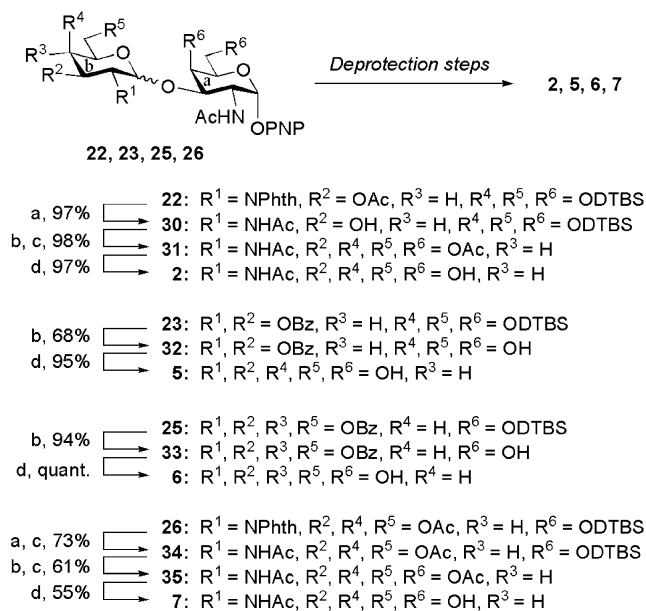 R⁴ R⁵ R⁶ R⁶
R³ O O
b a
R² R¹ O AcHN OPNP
Deprotection steps
2, 5, 6, 7
22, 23, 25, 26
22: R¹ = NPhth, R² = OAc, R³ = H, R⁴, R⁵, R⁶ = ODTBS
a, 97%
30: R¹ = NHAc, R² = OH, R³ = H, R⁴, R⁵, R⁶ = ODTBS
b, c, 98%
31: R¹ = NHAc, R², R⁴, R⁵, R⁶ = OAc, R³ = H
d, 97%
2: R¹ = NHAc, R², R⁴, R⁵, R⁶ = OH, R³ = H
23: R¹, R² = OBz, R³ = H, R⁴, R⁵, R⁶ = ODTBS
b, 68%
32: R¹, R² = OBz, R³ = H, R⁴, R⁵, R⁶ = OH
d, 95%
5: R¹, R², R⁴, R⁵, R⁶ = OH, R³ = H
25: R¹, R², R³, R⁵ = OBz, R⁴ = H, R⁶ = ODTBS
b, 94%
33: R¹, R², R³, R⁵ = OBz, R⁴ = H, R⁶ = OH
d, quant.
6: R¹, R², R³, R⁵, R⁶ = OH, R⁴ = H
26: R¹ = NPhth, R², R⁴, R⁵ = OAc, R³ = H, R⁶ = ODTBS
a, c, 73%
34: R¹ = NHAc, R², R⁴, R⁵ = OAc, R³ = H, R⁶ = ODTBS
b, c, 61%
35: R¹ = NHAc, R², R⁴, R⁵, R⁶ = OAc, R³ = H
d, 55%
7: R¹ = NHAc, R², R⁴, R⁵, R⁶ = OH, R³ = H